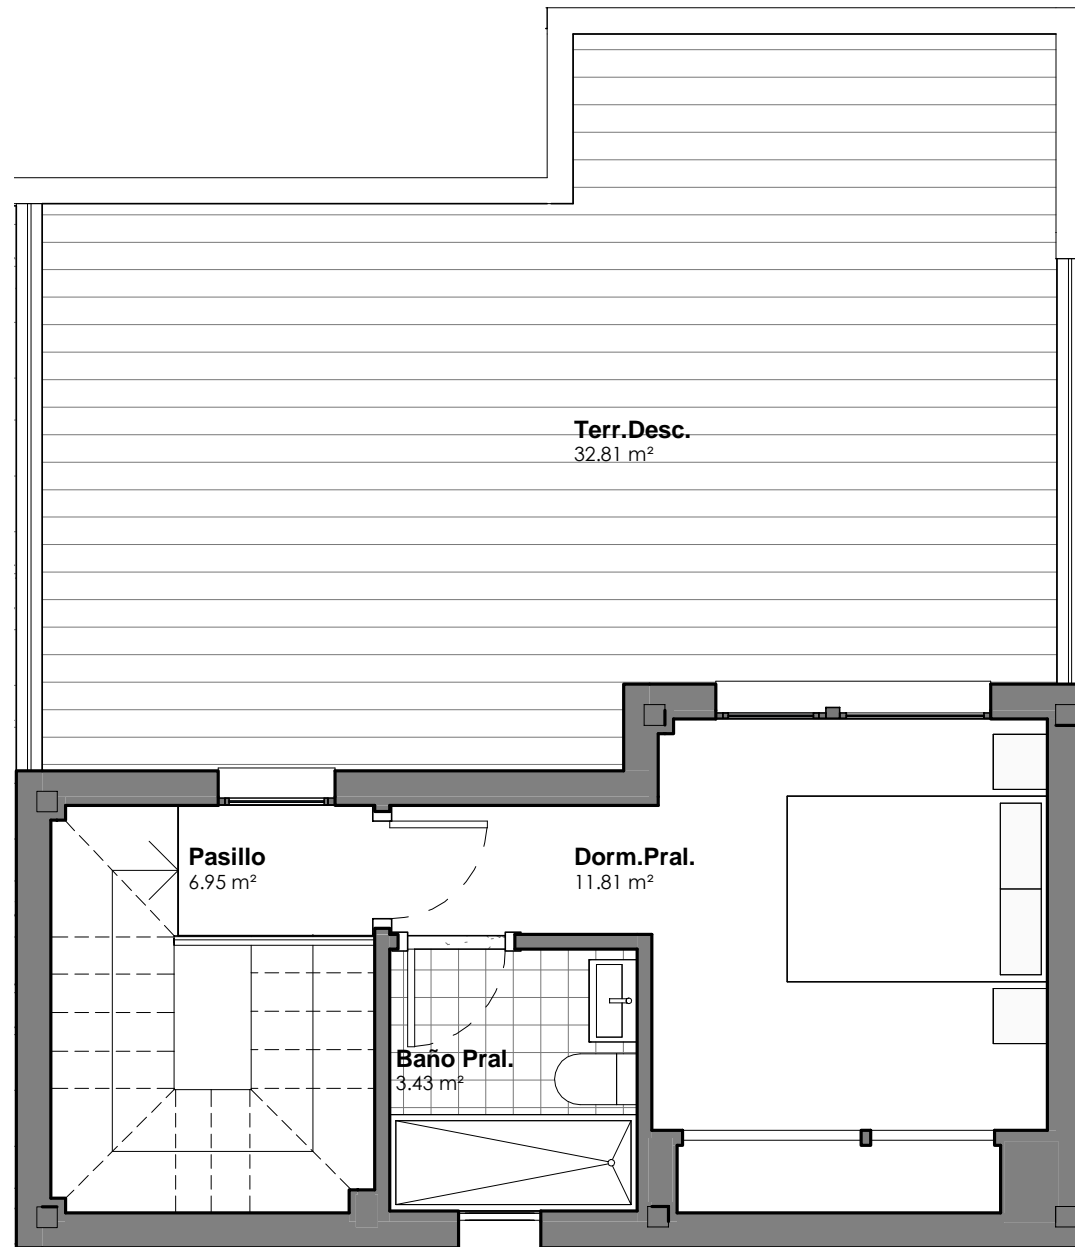 Terr.Desc.
32.81 m²
Pasillo
6.95 m²
Dorm.Pral.
11.81 m²
Baño Pral.
3.43 m²